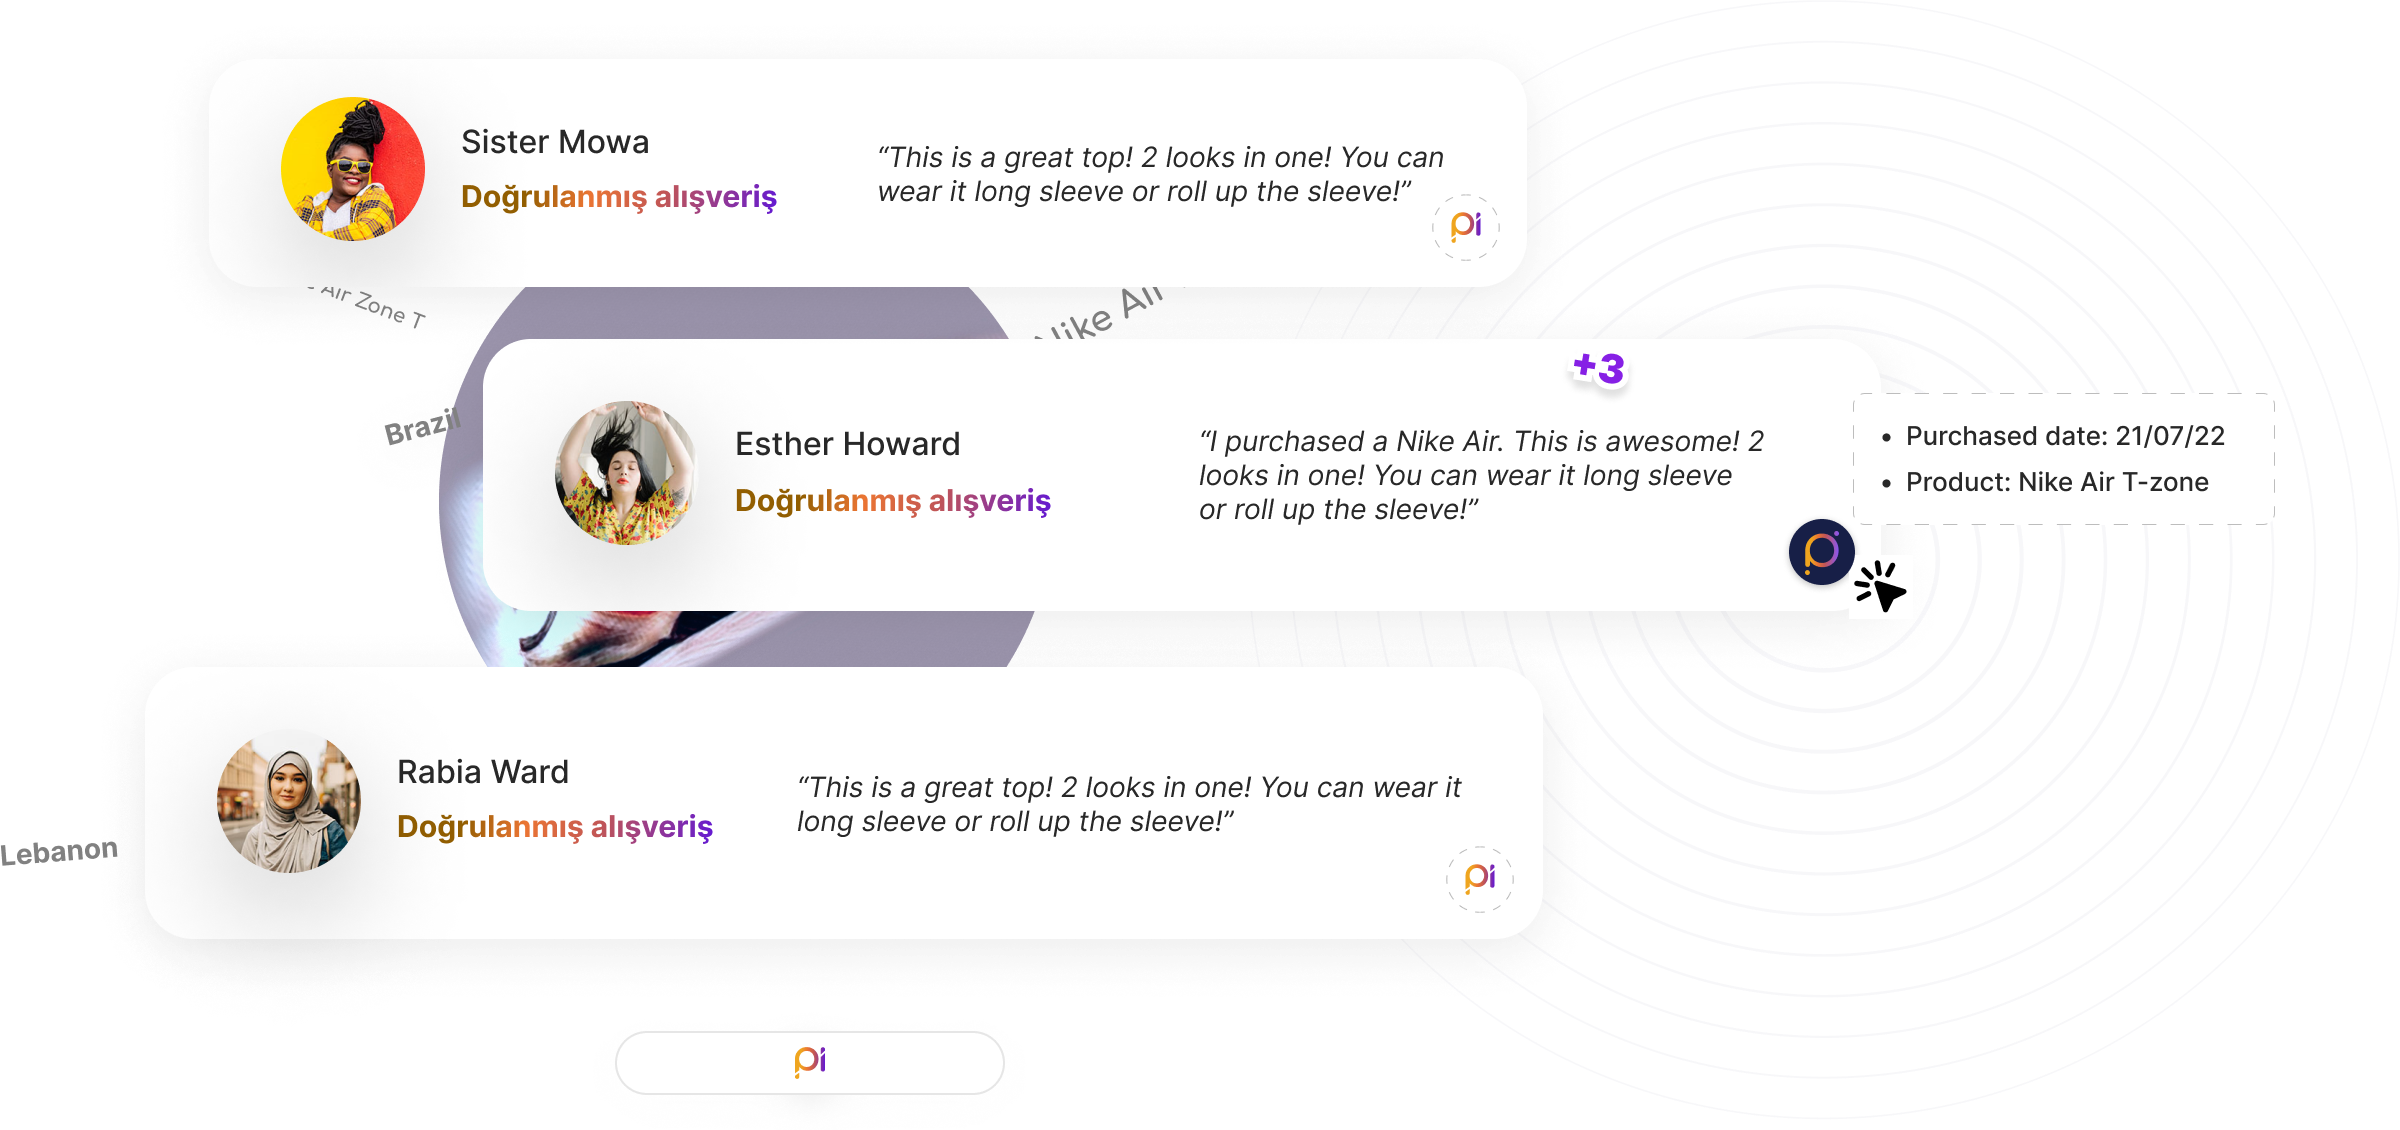 Sister Mowa
Doğrulanmış alışveriş
“This is a great top! 2 looks in one! You can
wear it long sleeve or roll up the sleeve!”
pi
Air Zone T
Nike
Brazil
+3
Esther Howard
Doğrulanmış alışveriş
“I purchased a Nike Air. This is awesome! 2
looks in one! You can wear it long sleeve
or roll up the sleeve!”
• Purchased date: 21/07/22
• Product: Nike Air T-zone
Rabia Ward
Doğrulanmış alışveriş
“This is a great top! 2 looks in one! You can wear it
long sleeve or roll up the sleeve!”
pi
Lebanon
pi